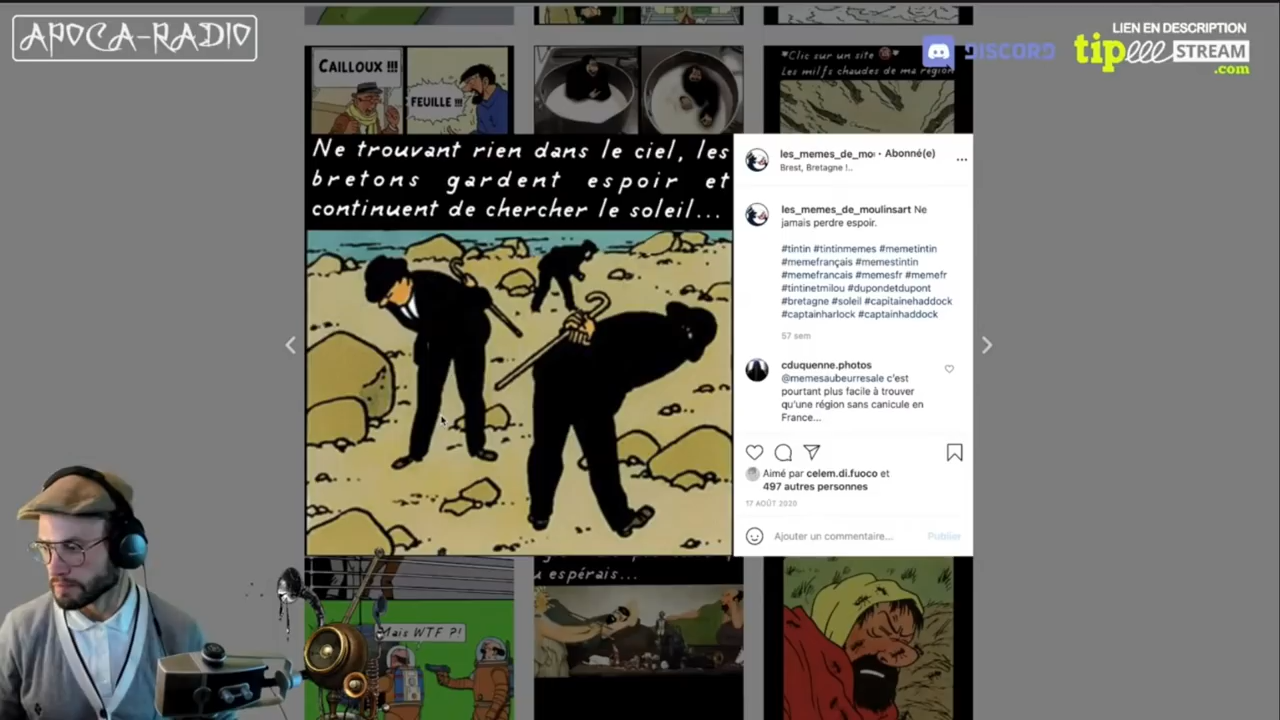 APOCA-RADIO
LIEN EN DESCRIPTION
DISCORD
tipeee STREAM
.com
CAILLOUX !!!
FEUILLE !!!
*Clic sur un site 🔞*
Les milfs chaudes de ma région
Ne trouvant rien dans le ciel, les
bretons gardent espoir et
continuent de chercher le soleil...
les_memes_de_mo · Abonné(e)
...
Brest, Bretagne !..
les_memes_de_moulinsart Ne
jamais perdre espoir.
#tintin #tintinmemes #memetintin
#memefrançais #memestintin
#memefrancais #memesfr #memefr
#tintinetmilou #dupondetdupont
#bretagne #soleil #capitainehaddock
#captainharlock #captainhaddock
57 sem
cduquenne.photos
@memesaubeurresale c'est
pourtant plus facile à trouver
qu'une région sans canicule en
France...
Aimé par celem.di.fuoco et
497 autres personnes
17 AOÛT 2020
Ajouter un commentaire...
Publier
espérais...
Mais WTF ?!